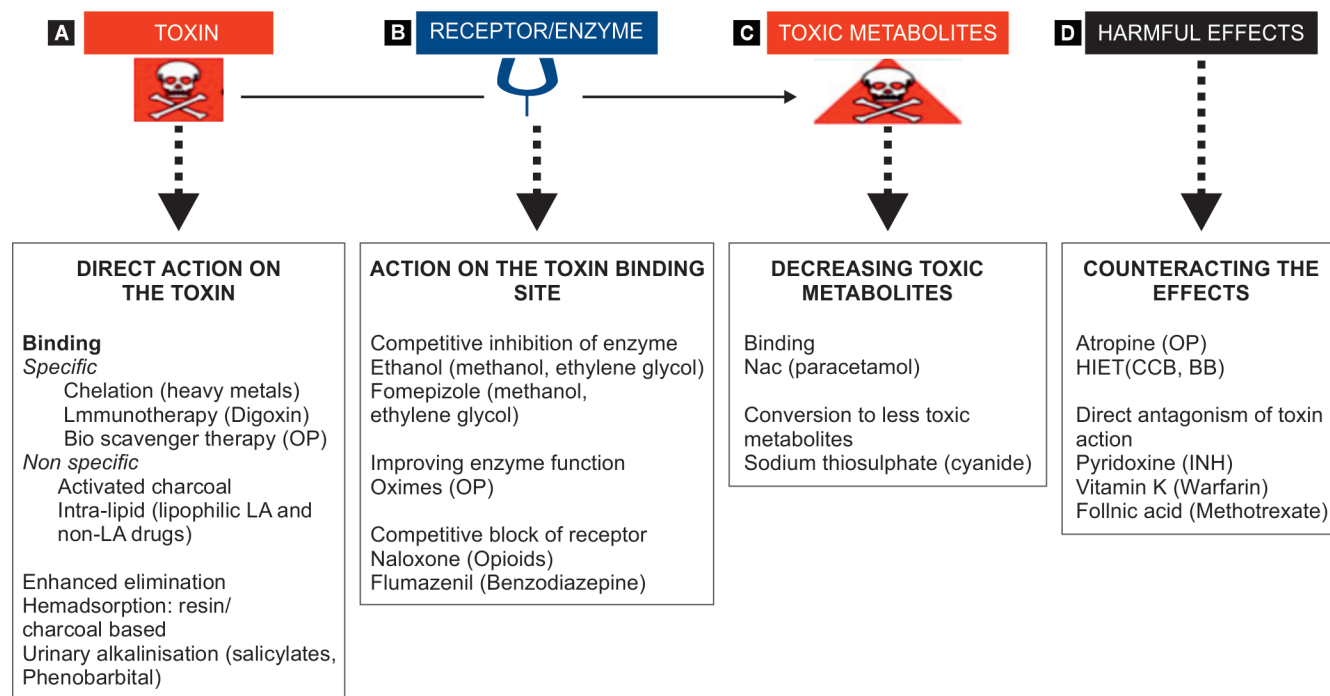 A TOXIN
B RECEPTOR/ENZYME
C TOXIC METABOLITES
D HARMFUL EFFECTS
DIRECT ACTION ON
THE TOXIN
Binding
Specific
Chelation (heavy metals)
Lmmunotherapy (Digoxin)
Bio scavenger therapy (OP)
Non specific
Activated charcoal
Intra-lipid (lipophilic LA and
non-LA drugs)
Enhanced elimination
Hemadsorption: resin/
charcoal based
Urinary alkalinisation (salicylates,
Phenobarbital)
ACTION ON THE TOXIN BINDING
SITE
Competitive inhibition of enzyme
Ethanol (methanol, ethylene glycol)
Fomepizole (methanol,
ethylene glycol)
Improving enzyme function
Oximes (OP)
Competitive block of receptor
Naloxone (Opioids)
Flumazenil (Benzodiazepine)
DECREASING TOXIC
METABOLITES
Binding
Nac (paracetamol)
Conversion to less toxic
metabolites
Sodium thiosulphate (cyanide)
COUNTERACTING THE
EFFECTS
Atropine (OP)
HIET(CCB, BB)
Direct antagonism of toxin
action
Pyridoxine (INH)
Vitamin K (Warfarin)
Follnic acid (Methotrexate)